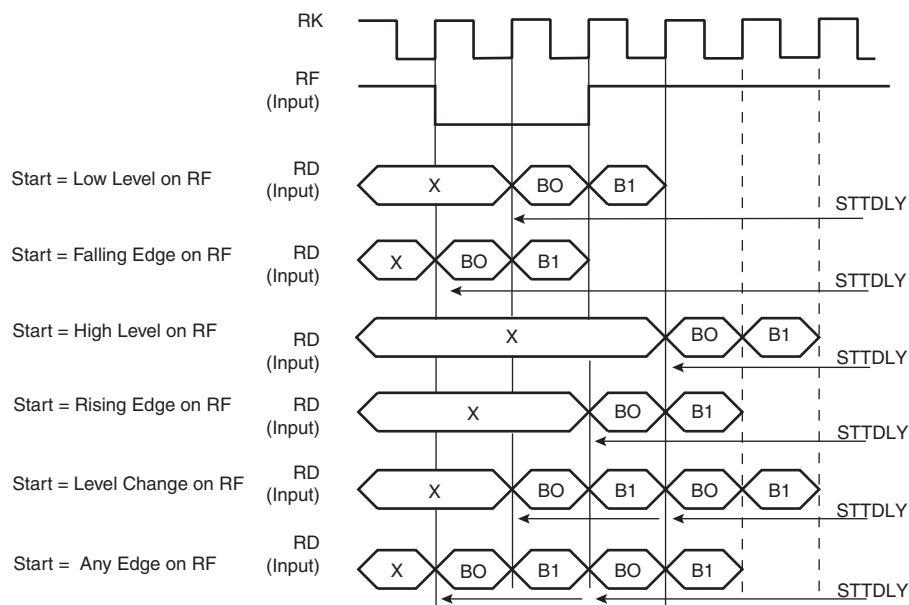 RK
RF
(Input)
Start = Low Level on RF
RD
(Input)
X
BO
B1
STTDLY
Start = Falling Edge on RF
RD
(Input)
X
BO
B1
STTDLY
Start = High Level on RF
RD
(Input)
X
BO
B1
STTDLY
Start = Rising Edge on RF
RD
(Input)
X
BO
B1
STTDLY
Start = Level Change on RF
RD
(Input)
X
BO
B1
BO
B1
STTDLY
Start = Any Edge on RF
RD
(Input)
X
BO
B1
BO
B1
STTDLY